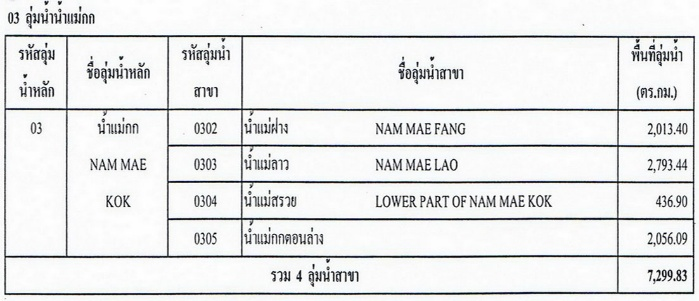 03 ลุ่มน้ำน้ำแม่กก
รหัสลุ่มน้ำหลัก ชื่อลุ่มน้ำหลัก รหัสลุ่มน้ำสาขา ชื่อลุ่มน้ำสาขา พื้นที่ลุ่มน้ำ (ตร.กม.)
03 น้ำแม่กก 0302 น้ำแม่ฝาง NAM MAE FANG 2,013.40
NAM MAE 0303 น้ำแม่ลาว NAM MAE LAO 2,793.44
KOK 0304 น้ำแม่สรวย LOWER PART OF NAM MAE KOK 436.90
0305 น้ำแม่กกตอนล่าง 2,056.09
รวม 4 ลุ่มน้ำสาขา 7,299.83